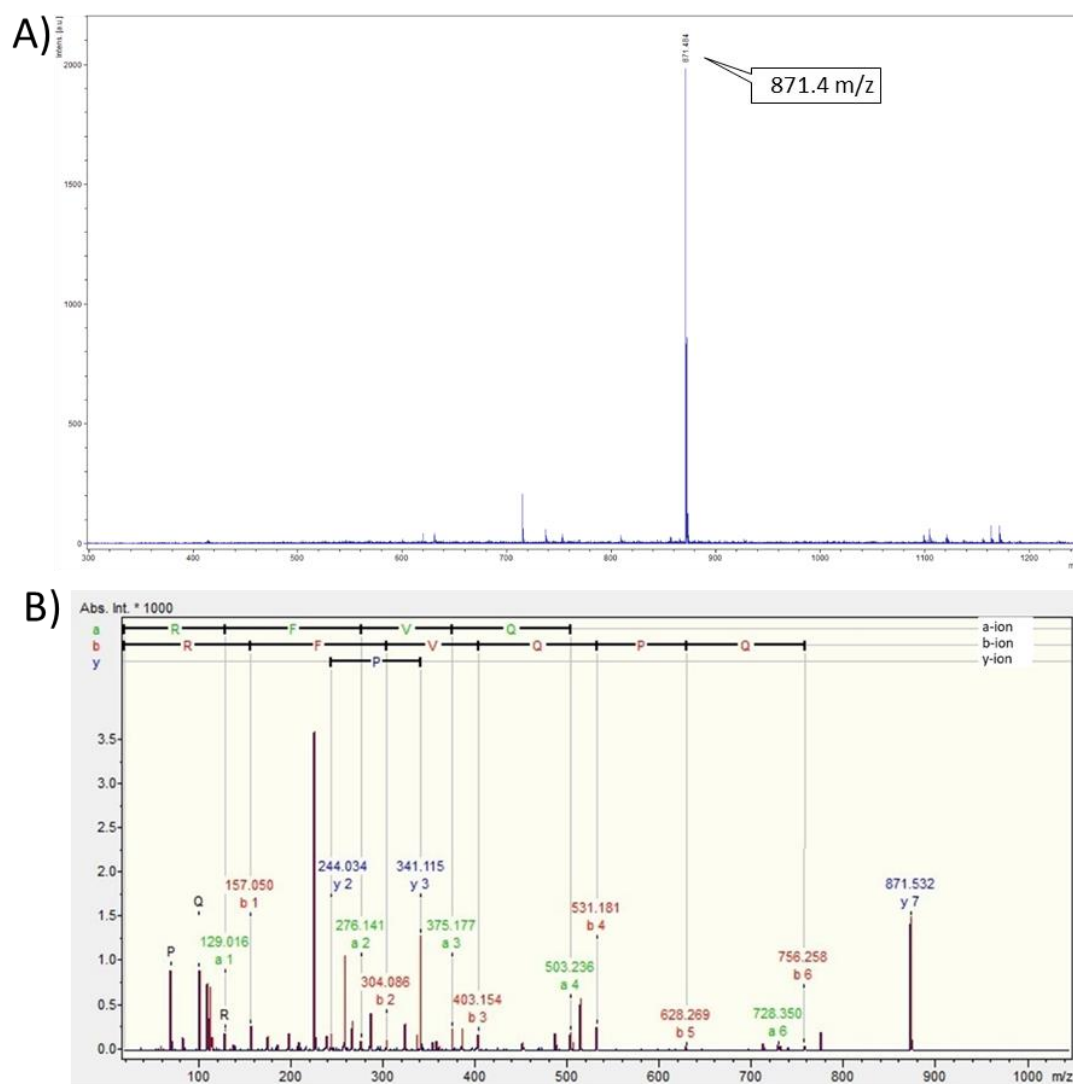 A)
Intens. [a.u.]
2000
1500
1000
500
0
871.484
871.4 m/z
300
400
500
600
700
800
900
1000
1100
1200
B)
Abs. Int. * 1000
a R F V Q a-ion
b R F V Q P Q b-ion
y P y-ion
3.5
3.0
2.5
2.0
1.5
1.0
0.5
0.0
P
Q
R
129.016
a 1
157.050
b 1
244.034
y 2
276.141
a 2
304.086
b 2
341.115
y 3
375.177
a 3
403.154
b 3
503.236
a 4
531.181
b 4
628.269
b 5
728.350
a 6
756.258
b 6
871.532
y 7
100 200 300 400 500 600 700 800 900 1000 m/z